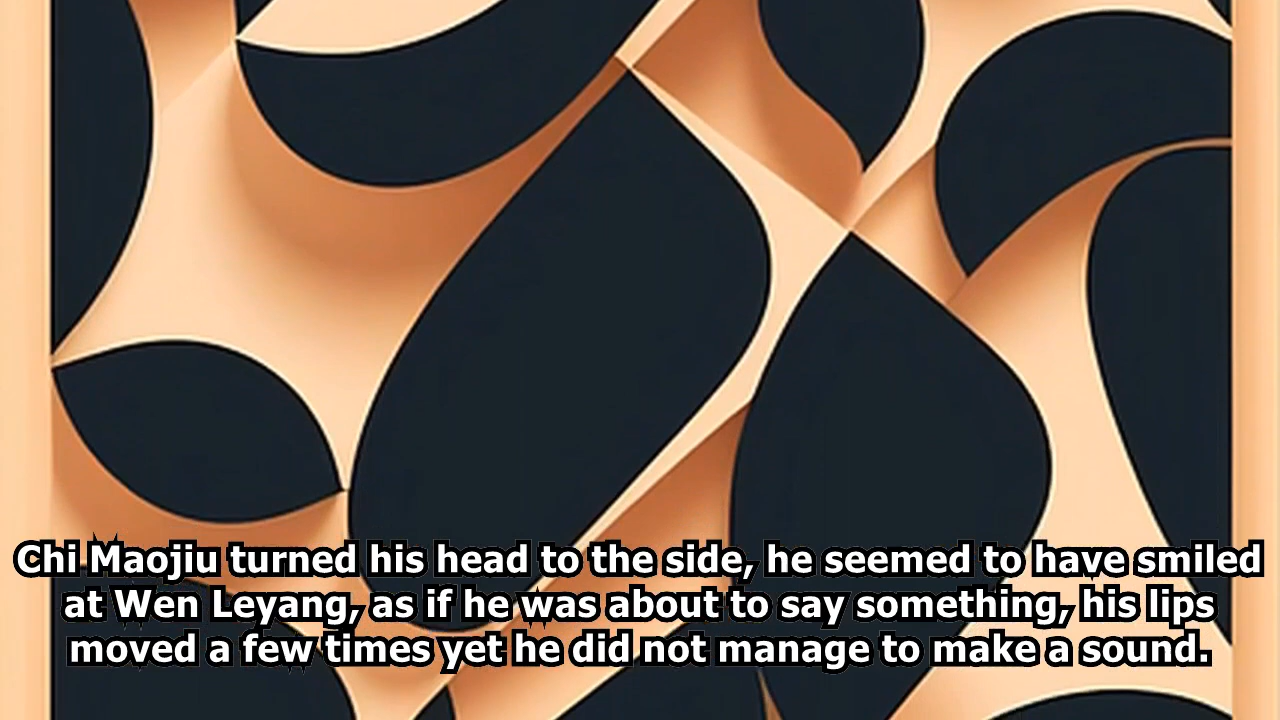 Chi Maojiu turned his head to the side, he seemed to have smiled
at Wen Leyang, as if he was about to say something, his lips
moved a few times yet he did not manage to make a sound.